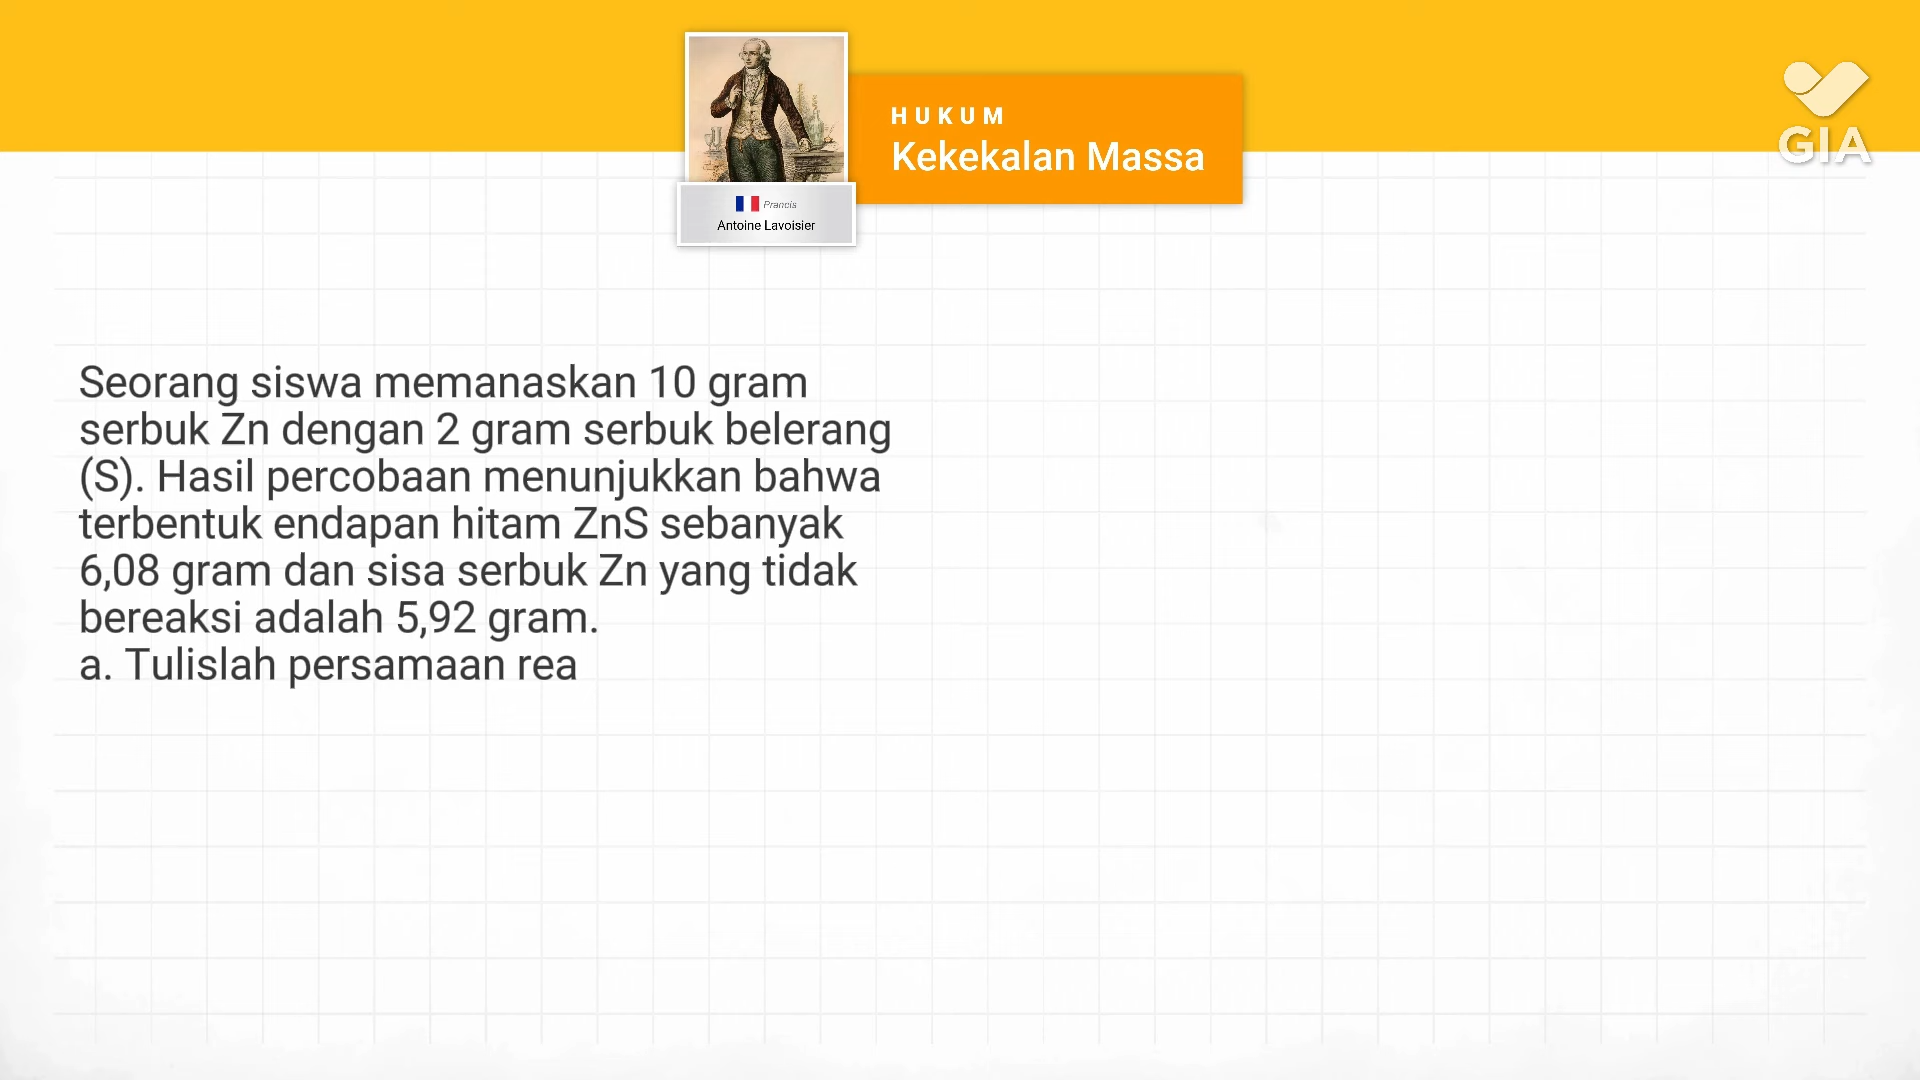 HUKUM
Kekekalan Massa
GIA
Prancis
Antoine Lavoisier
Seorang siswa memanaskan 10 gram
serbuk Zn dengan 2 gram serbuk belerang
(S). Hasil percobaan menunjukkan bahwa
terbentuk endapan hitam ZnS sebanyak
6,08 gram dan sisa serbuk Zn yang tidak
bereaksi adalah 5,92 gram.
a. Tulislah persamaan rea